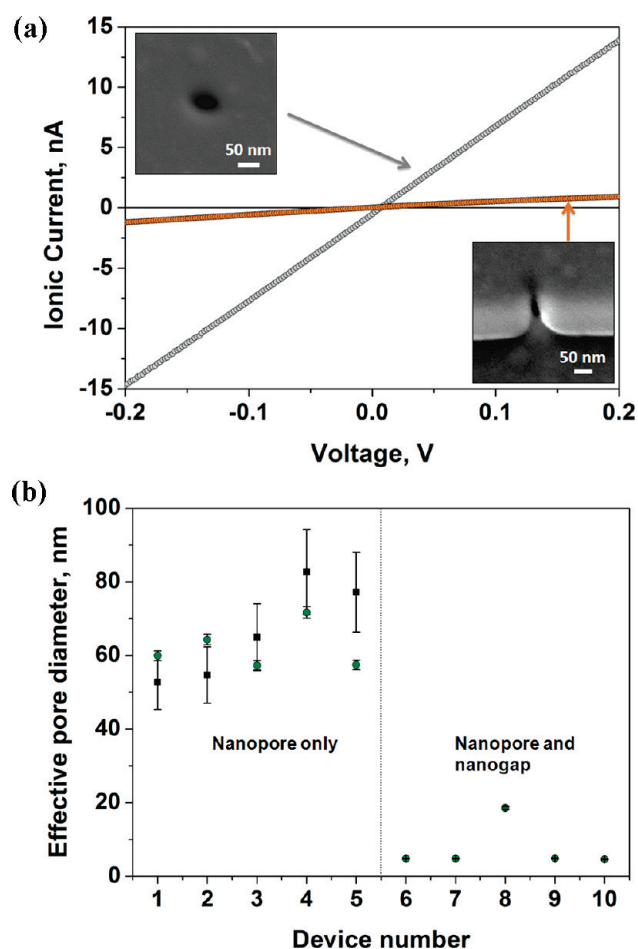 (a)
15
10
5
0
-5
-10
-15
Ionic Current, nA
50 nm
50 nm
-0.2
-0.1
0.0
0.1
0.2
Voltage, V
(b)
100
80
60
40
20
0
Effective pore diameter, nm
Nanopore only
Nanopore and
nanogap
1 2 3 4 5 6 7 8 9 10
Device number